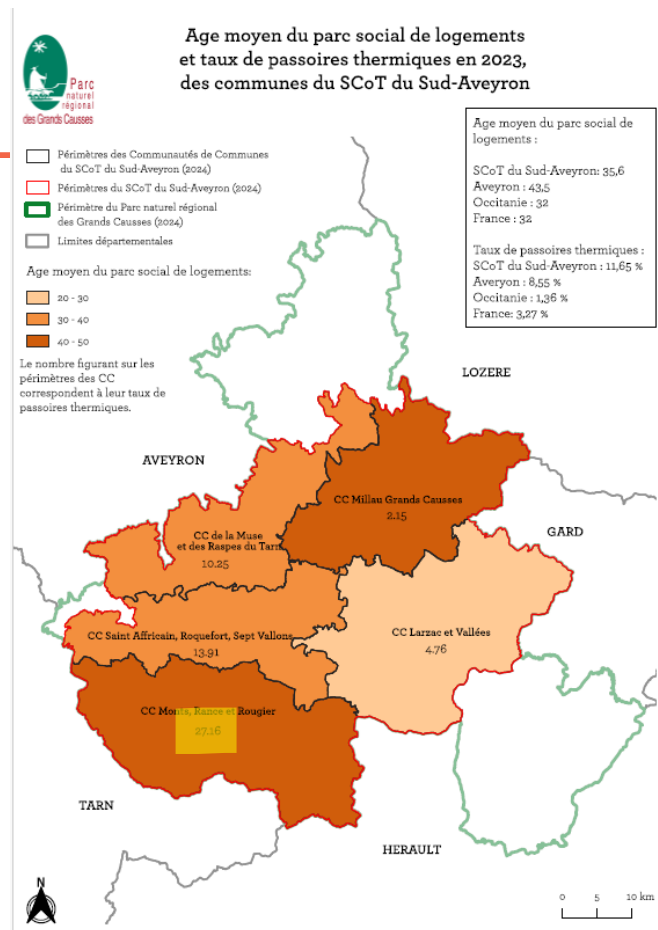 Age moyen du parc social de logements
et taux de passoires thermiques en 2023,
des communes du SCoT du Sud-Aveyron
Parc
naturel
régional
des Grands Causses
Périmètres des Communautés de Communes
du SCoT du Sud-Aveyron (2024)
Périmètres du SCoT du Sud-Aveyron (2024)
Périmètre du Parc naturel régional
des Grands Causses (2024)
Limites départementales
Age moyen du parc social de logements:
20 - 30
30 - 40
40 - 50
Le nombre figurant sur les
périmètres des CC
correspondent à leur taux de
passoires thermiques.
Age moyen du parc social de
logements :
SCoT du Sud-Aveyron: 35,6
Aveyron : 43,5
Occitanie : 32
France : 32
Taux de passoires thermiques :
SCoT du Sud-Aveyron : 11,65 %
Averyon : 8,55 %
Occitanie : 1,36 %
France: 3,27 %
LOZERE
AVEYRON
CC Millau Grands Causses
2.15
GARD
CC de la Muse
et des Raspes du Tarn
10.25
CC Saint Affricain, Roquefort, Sept Vallons
13.91
CC Larzac et Vallées
4.76
CC Monts, Rance et Rougier
27.16
TARN
HERAULT
N
0 5 10 km